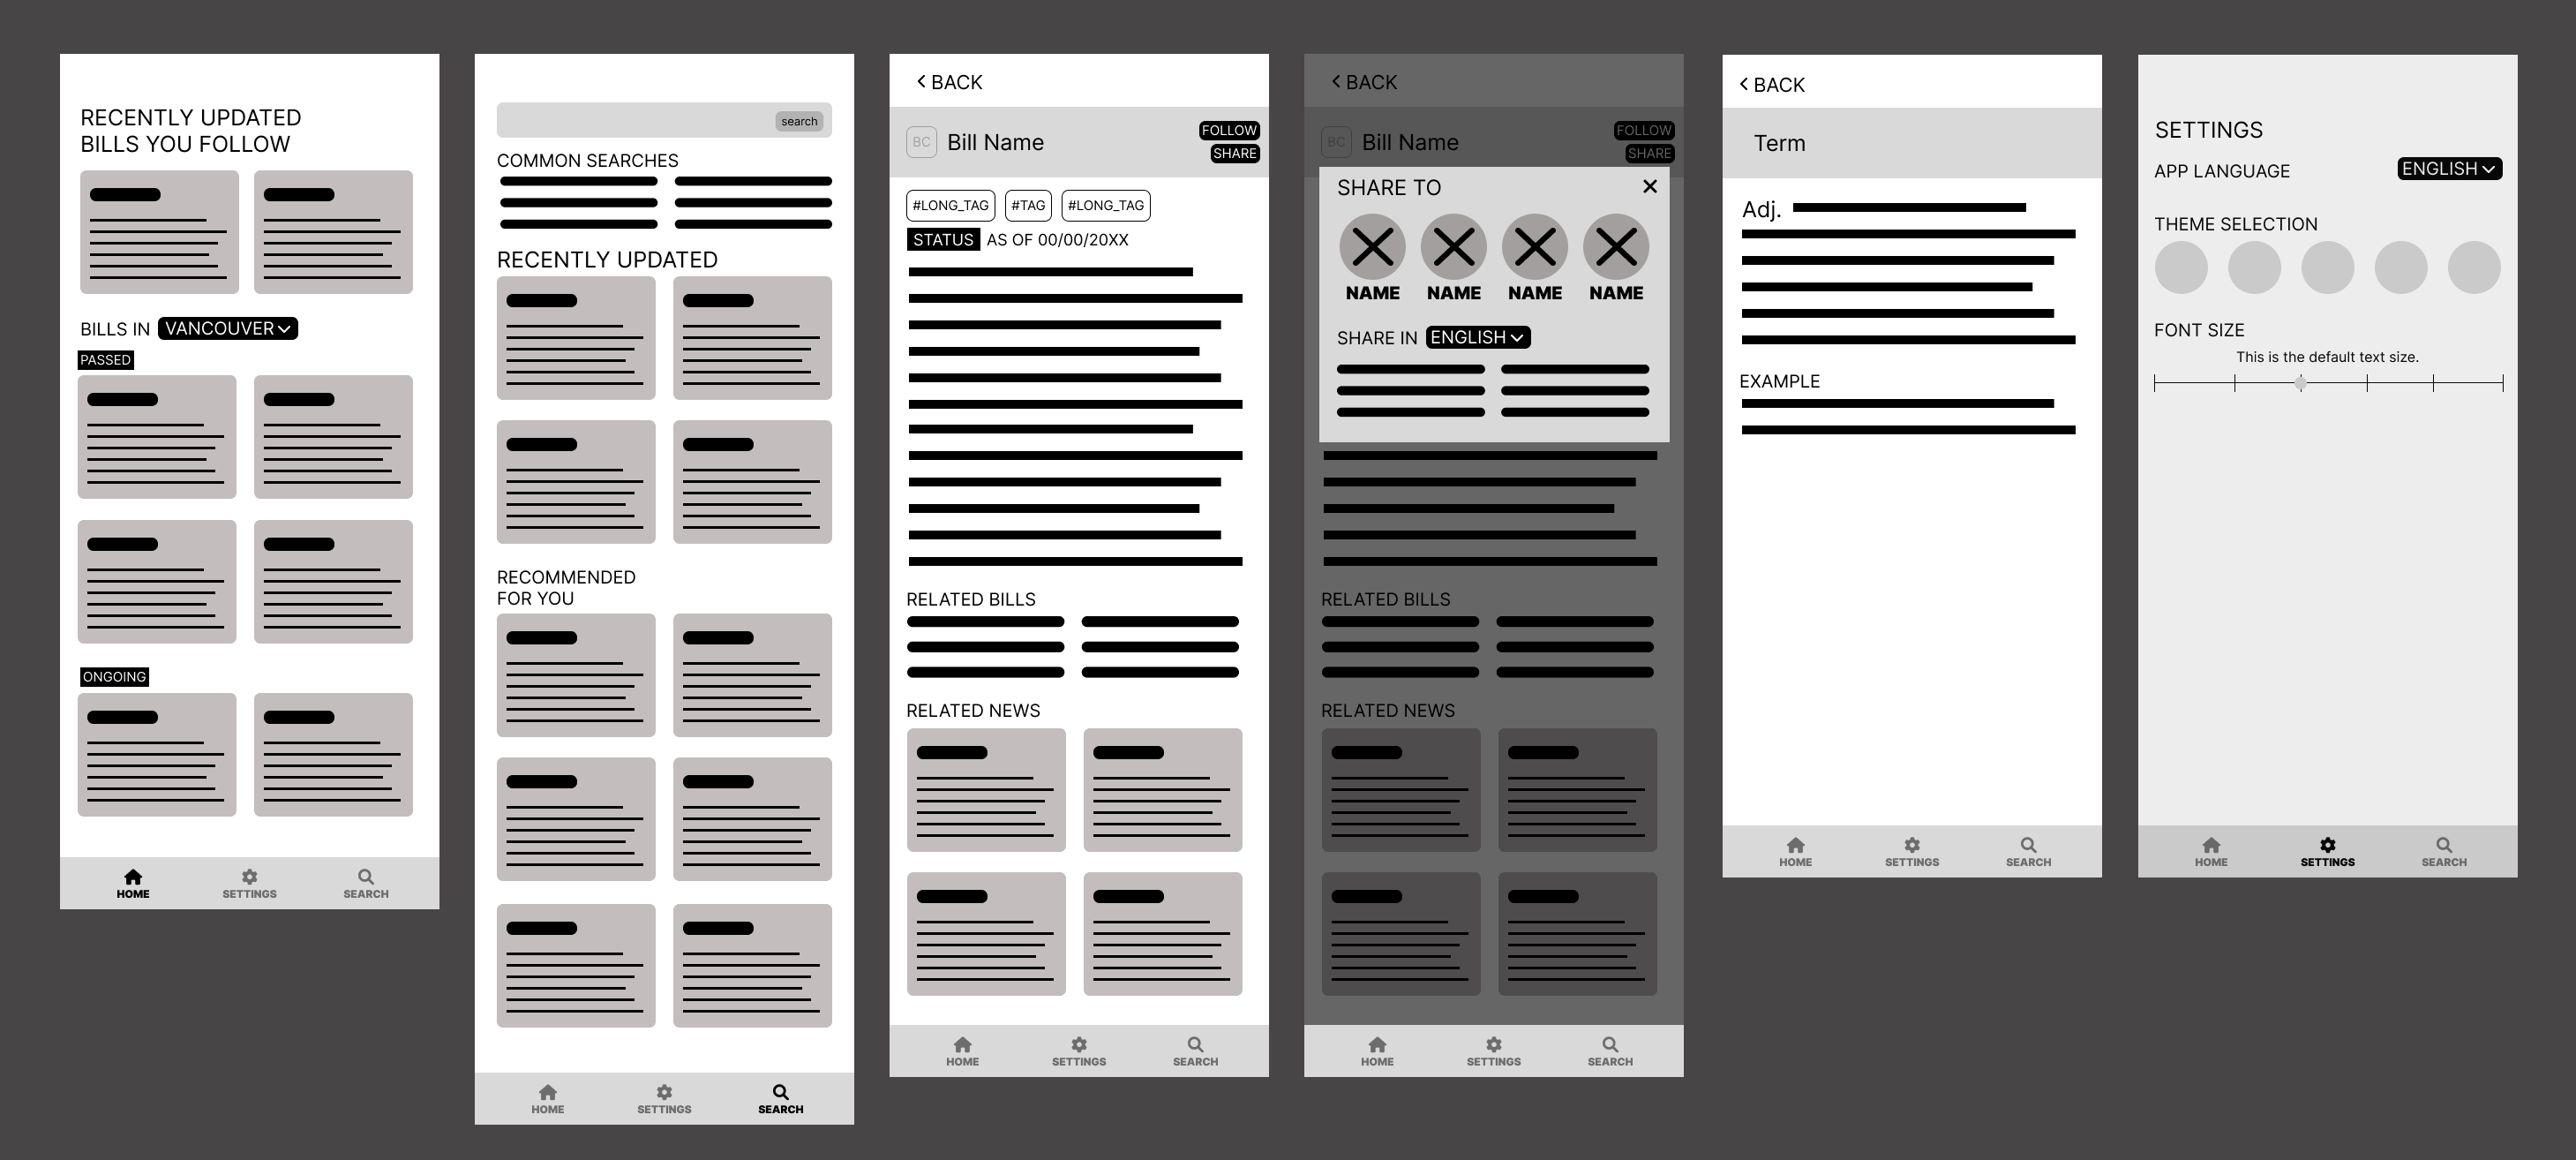 RECENTLY UPDATED
BILLS YOU FOLLOW
BILLS IN VANCOUVER
PASSED
ONGOING
HOME SETTINGS SEARCH
search
COMMON SEARCHES
RECENTLY UPDATED
RECOMMENDED
FOR YOU
HOME SETTINGS SEARCH
BACK
BC Bill Name
FOLLOW
SHARE
#LONG_TAG #TAG #LONG_TAG
STATUS AS OF 00/00/20XX
RELATED BILLS
RELATED NEWS
HOME SETTINGS SEARCH
BACK
BC Bill Name
FOLLOW
SHARE
SHARE TO
NAME NAME NAME NAME
SHARE IN ENGLISH
RELATED BILLS
RELATED NEWS
HOME SETTINGS SEARCH
BACK
Term
Adj.
EXAMPLE
HOME SETTINGS SEARCH
SETTINGS
APP LANGUAGE ENGLISH
THEME SELECTION
FONT SIZE
This is the default text size.
HOME SETTINGS SEARCH